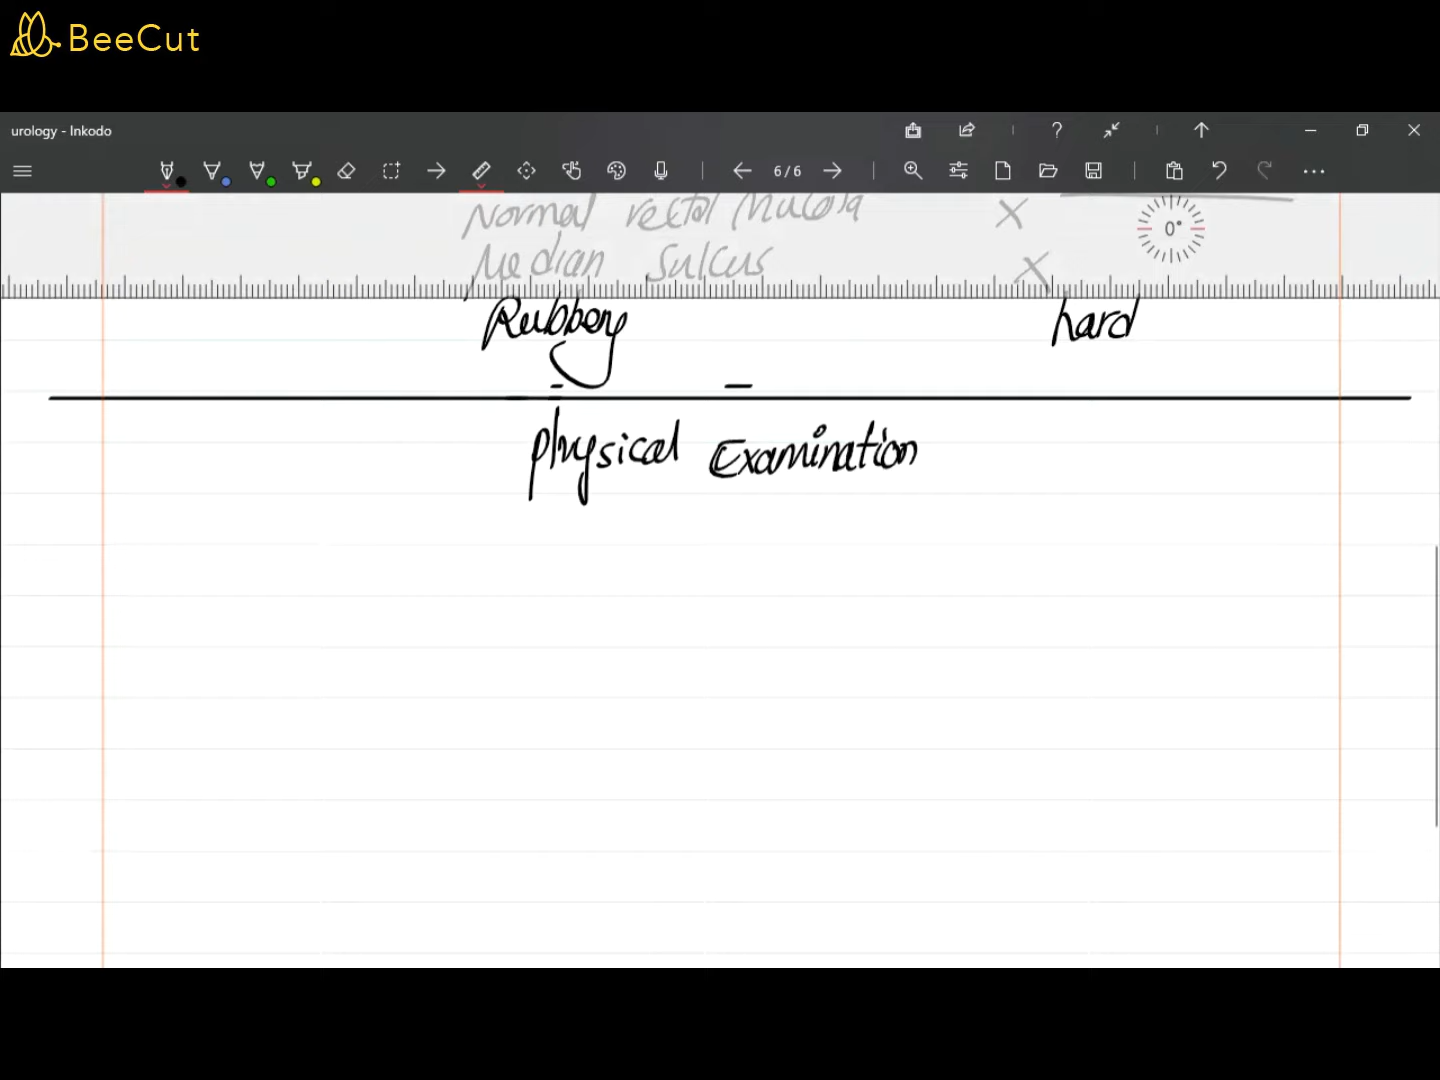 BeeCut
urology - Inkodo
6/6
Normal rectal Mucosa X
0°
Median Sulcus X
Rubbery hard
physical Examination